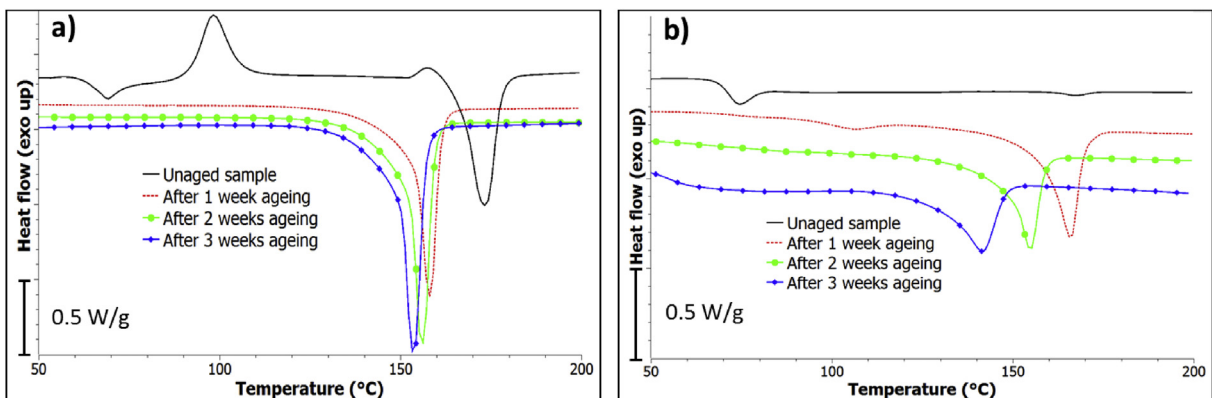 a)
Heat flow (exo up)
Unaged sample
After 1 week ageing
After 2 weeks ageing
After 3 weeks ageing
0.5 W/g
50
100
150
200
Temperature (°C)
b)
Heat flow (exo up)
Unaged sample
After 1 week ageing
After 2 weeks ageing
After 3 weeks ageing
0.5 W/g
50
100
150
200
Temperature (°C)